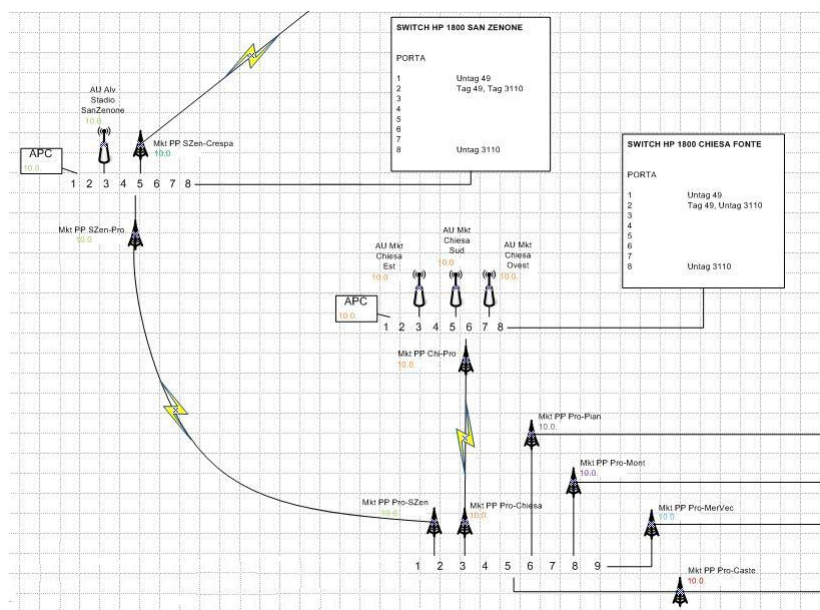 SWITCH HP 1800 SAN ZENONE
PORTA
1 Untag 49
2 Tag 49, Tag 3110
3
4
5
6
7
8 Untag 3110
AU Alv
Stadio
SanZenone
10.0.
Mkt PP SZen-Crespa
10.0.
APC
10.0.
1 2 3 4 5 6 7 8
SWITCH HP 1800 CHIESA FONTE
PORTA
1 Untag 49
2 Tag 49, Untag 3110
3
4
5
6
7
8 Untag 3110
Mkt PP SZen-Pro
10.0.
AU Mkt
Chiesa
Est
10.0.
AU Mkt
Chiesa
Sud
10.0.
AU Mkt
Chiesa
Ovest
10.0.
APC
10.0.
1 2 3 4 5 6 7 8
Mkt PP Chi-Pro
10.0.
Mkt PP Pro-Pian
10.0.
Mkt PP Pro-Mont
10.0.
Mkt PP Pro-SZen
10.0.
Mkt PP Pro-Chiesa
10.0.
Mkt PP Pro-MerVec
10.0.
1 2 3 4 5 6 7 8 9
Mkt PP Pro-Caste
10.0.